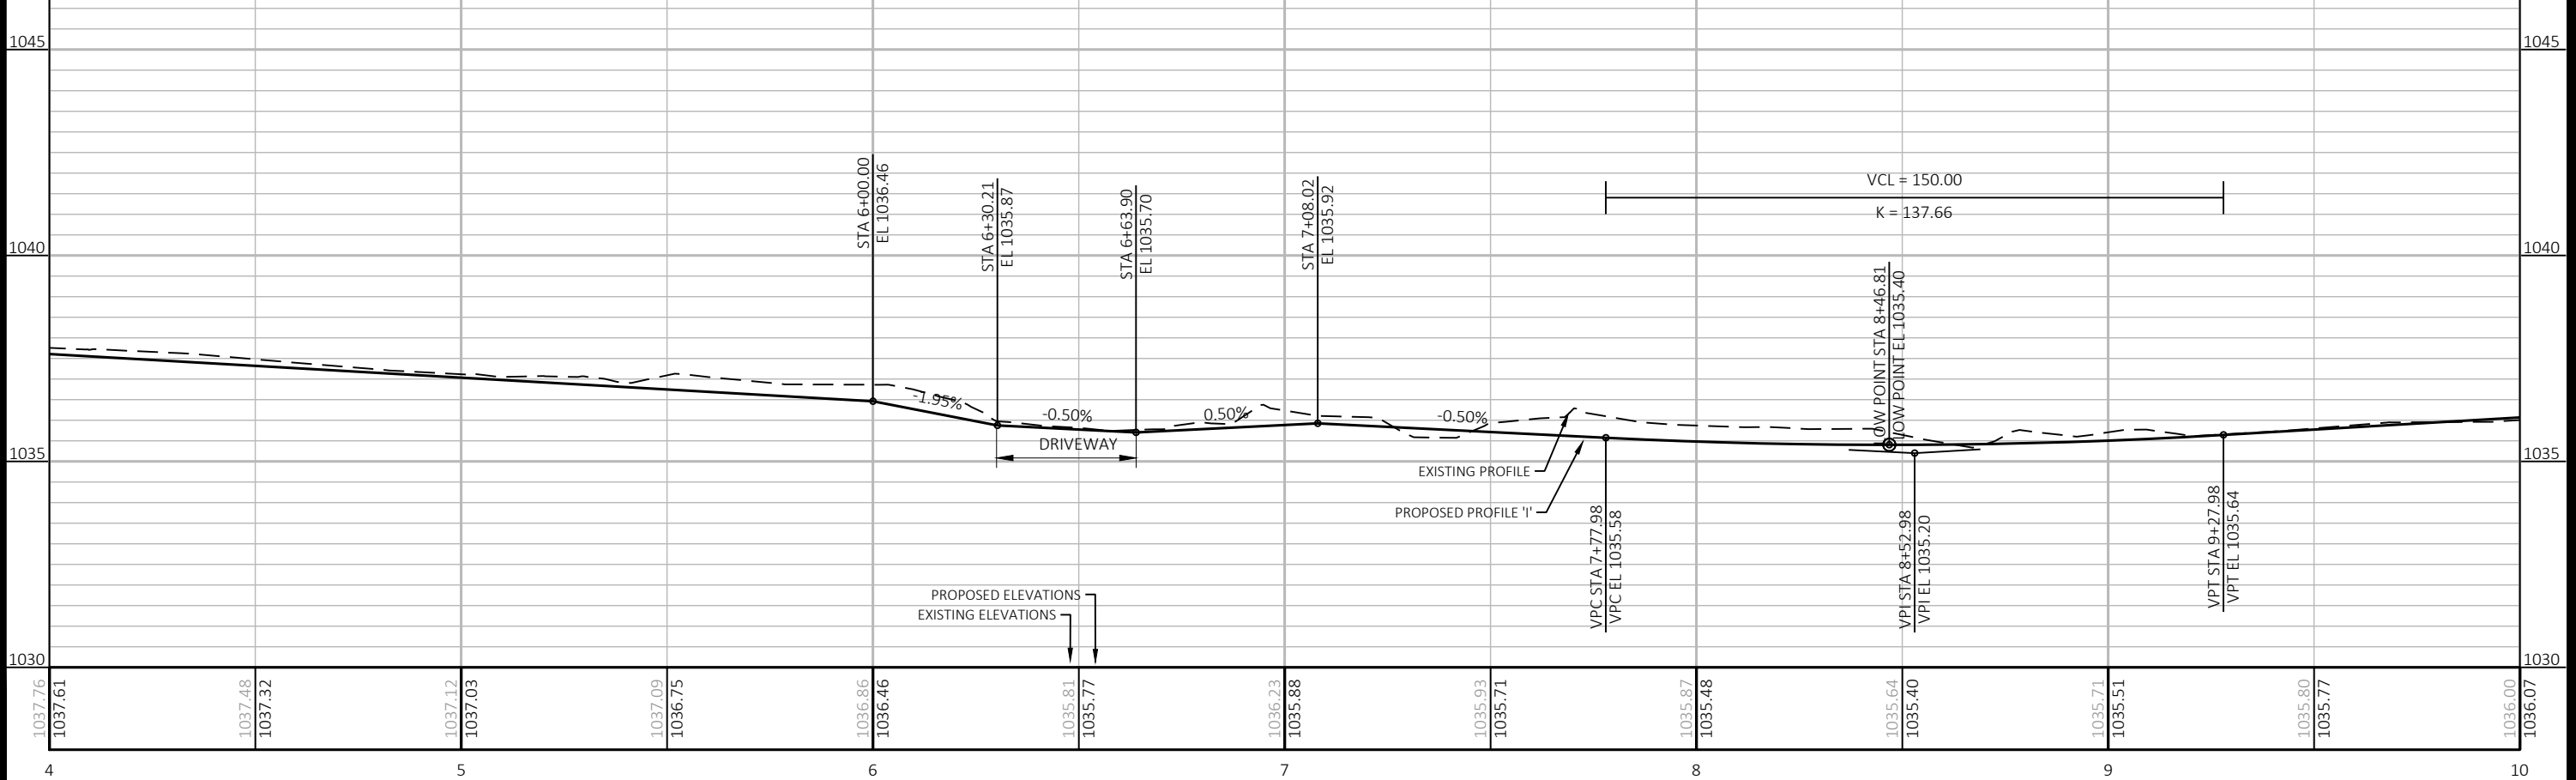 1045
1045
VCL = 150.00
K = 137.66
STA 6+00.00
EL 1036.46
STA 6+30.21
EL 1035.87
STA 6+63.90
EL 1035.70
STA 7+08.02
EL 1035.92
1040
1040
LOW POINT STA 8+46.81
LOW POINT EL 1035.40
-1.95%
-0.50%
0.50%
-0.50%
DRIVEWAY
1035
1035
EXISTING PROFILE
PROPOSED PROFILE 'I'
VPC STA 7+77.98
VPC EL 1035.58
VPI STA 8+52.98
VPI EL 1035.20
VPT STA 9+27.98
VPT EL 1035.64
PROPOSED ELEVATIONS
EXISTING ELEVATIONS
1030
1030
1037.76
1037.61
1037.48
1037.32
1037.12
1037.03
1037.09
1036.75
1036.86
1036.46
1035.81
1035.77
1036.23
1035.88
1035.93
1035.71
1035.87
1035.48
1035.64
1035.40
1035.71
1035.51
1035.80
1035.77
1036.00
1036.07
4
5
6
7
8
9
10